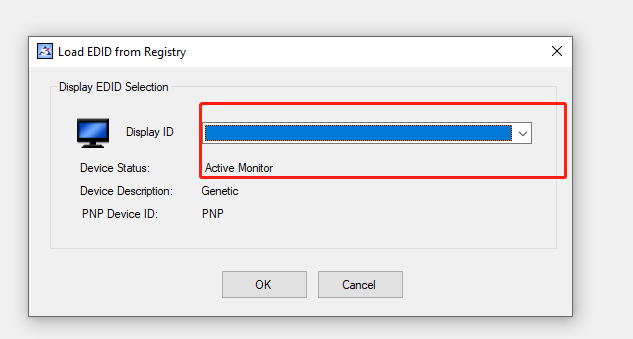 Load EDID from Registry
Display EDID Selection
Display ID
Device Status: Active Monitor
Device Description: Genetic
PNP Device ID: PNP
OK Cancel